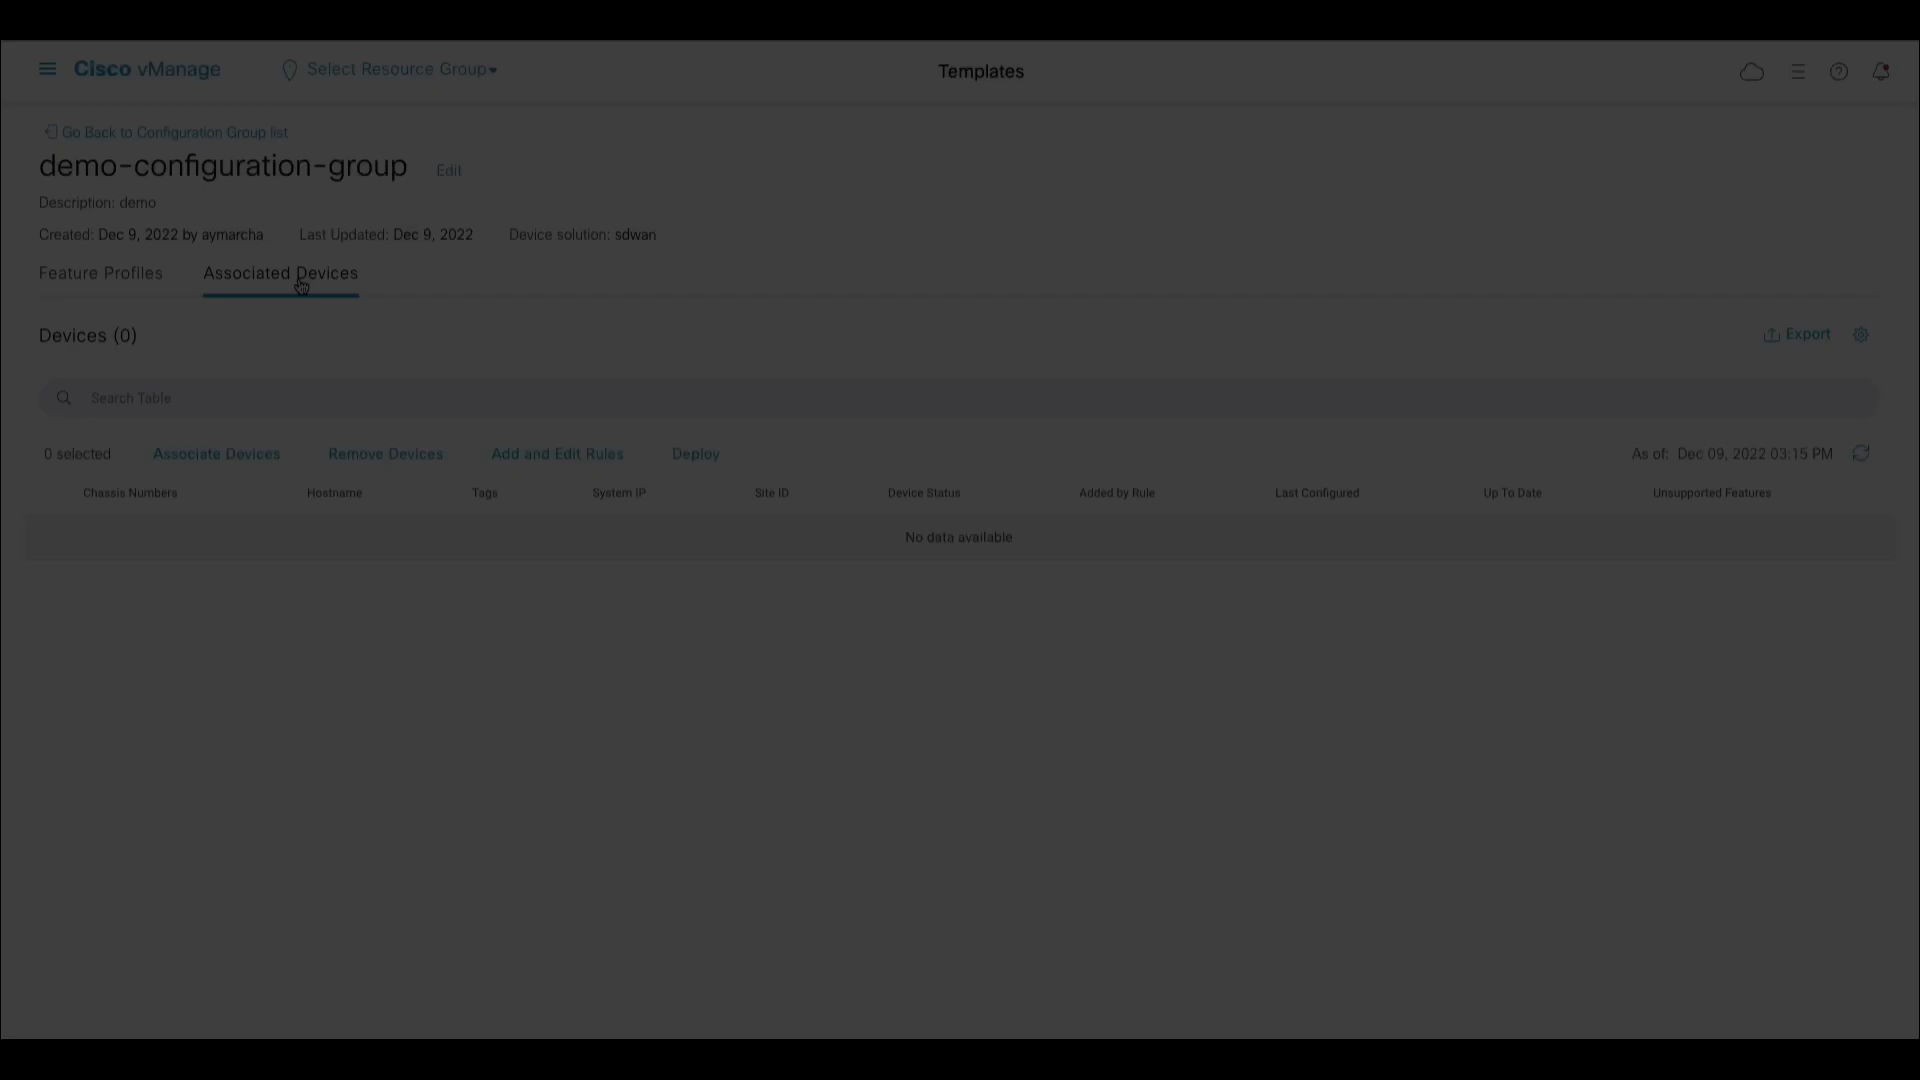 Cisco vManage Select Resource Group Templates
Go Back to Configuration Group list
demo-configuration-group Edit
Description: demo
Created: Dec 9, 2022 by aymarcha Last Updated: Dec 9, 2022 Device solution: sdwan
Feature Profiles Associated Devices
Devices (0) Export
Search Table
0 selected Associate Devices Remove Devices Add and Edit Rules Deploy As of: Dec 09, 2022 03:15 PM
Chassis Numbers Hostname Tags System IP Site ID Device Status Added by Rule Last Configured Up To Date Unsupported Features
No data available